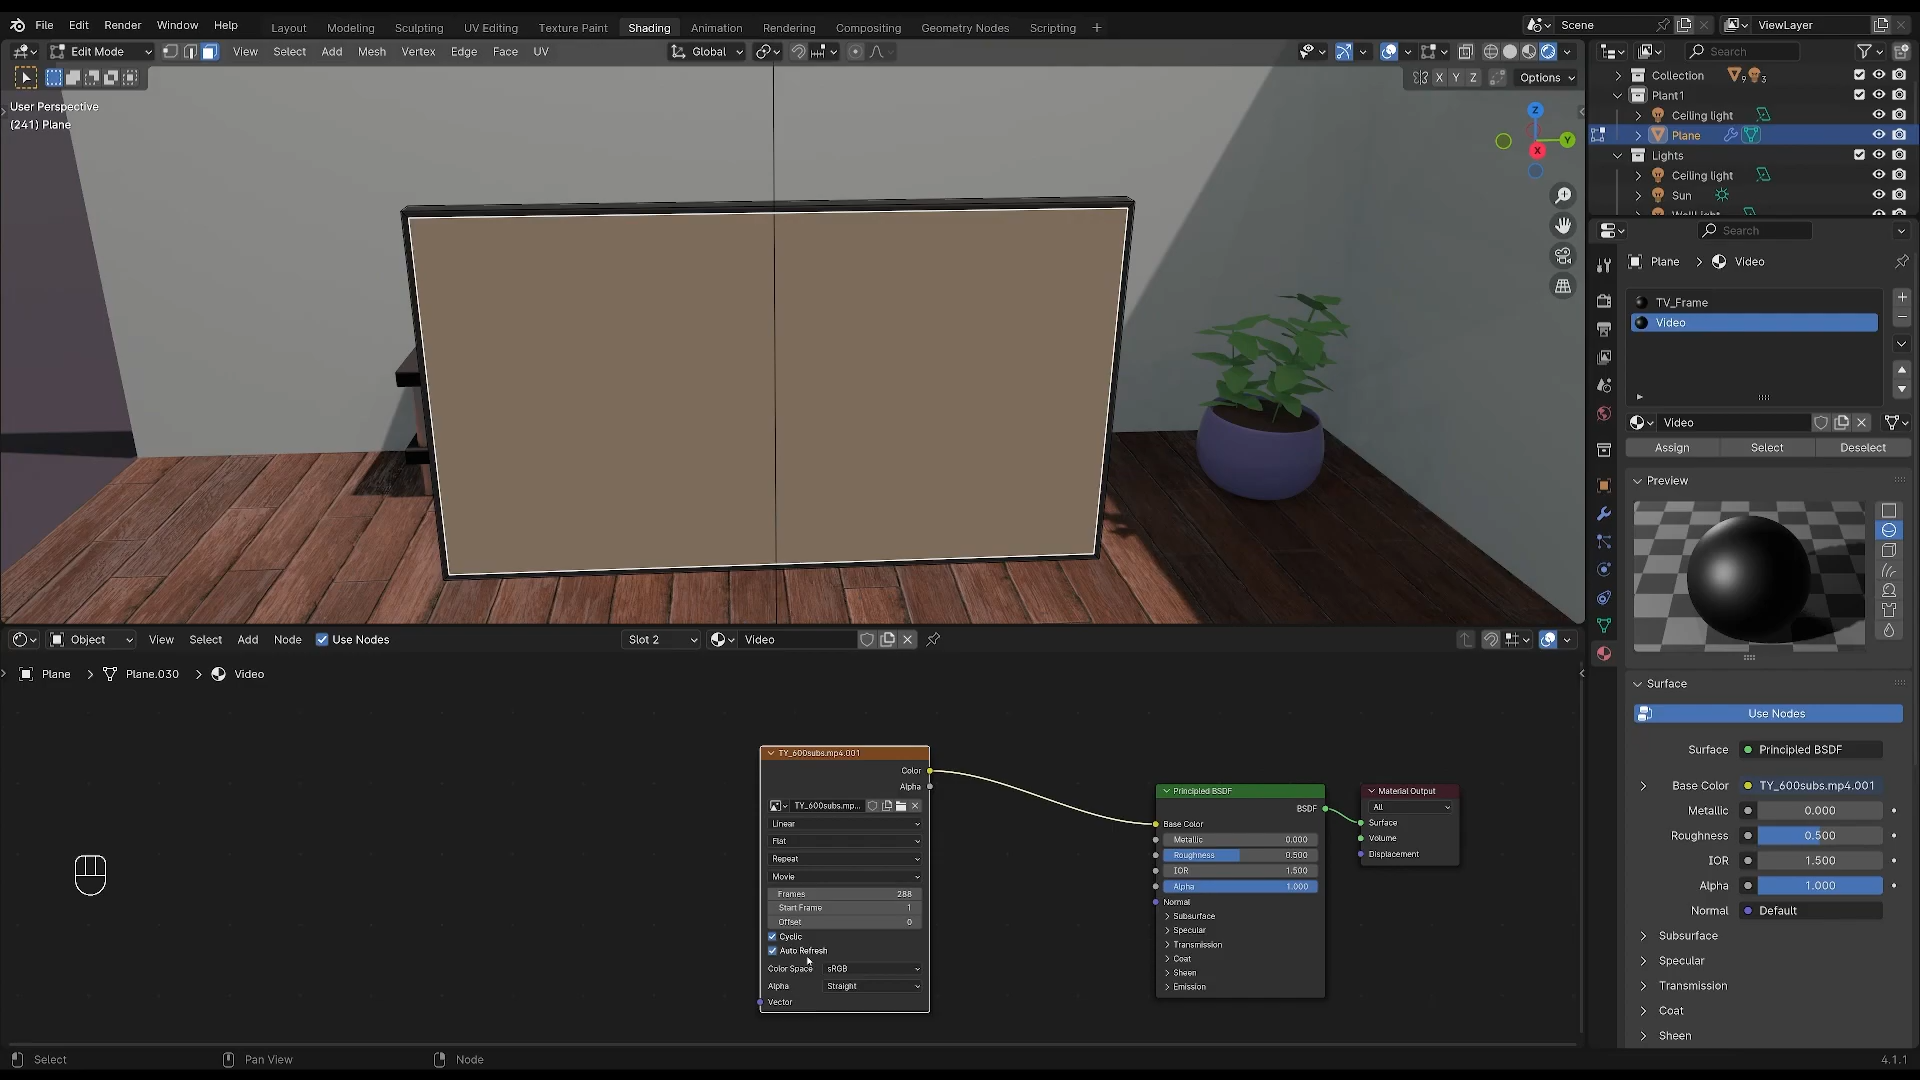 File Edit Render Window Help Layout Modeling Sculpting UV Editing Texture Paint Shading Animation Rendering Compositing Geometry Nodes Scripting + Scene ViewLayer
Edit Mode View Select Add Mesh Vertex Edge Face UV Global Search
X Y Z Options
User Perspective
(241) Plane
Z
Y
X
Collection 9 3
Plant1
Ceiling light
Plane
Lights
Ceiling light
Sun
Search
Plane > Video
TV_Frame
Video
Video
Assign Select Deselect
Preview
Surface
Use Nodes
Surface Principled BSDF
Base Color TY_600subs.mp4.001
Metallic 0.000
Roughness 0.500
IOR 1.500
Alpha 1.000
Normal Default
Subsurface
Specular
Transmission
Coat
Sheen
Object View Select Add Node Use Nodes Slot 2 Video
Plane > Plane.030 > Video
TY_600subs.mp4.001
Color
Alpha
TY_600subs.mp...
Linear
Flat
Repeat
Movie
Frames 288
Start Frame 1
Offset 0
Cyclic
Auto Refresh
Color Space sRGB
Alpha Straight
Vector
Principled BSDF
BSDF
Base Color
Metallic 0.000
Roughness 0.500
IOR 1.500
Alpha 1.000
Normal
Subsurface
Specular
Transmission
Coat
Sheen
Emission
Material Output
All
Surface
Volume
Displacement
Select Pan View Node 4.1.1